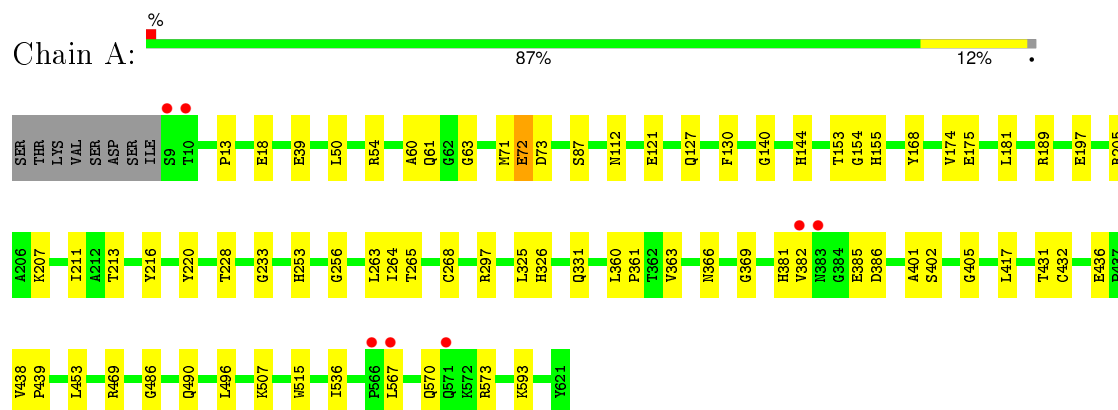 %
Chain A:
87% 12% •
SER THR LYS VAL SER ASP SER ILE S9 T10 P13 E18 E39 L50 R54 A60 Q61 G62 G63 M71 E72 D73 S87 N112 E121 Q127 F130 G140 H144 T153 G154 H155 Y168 V174 E175 L181 R189 E197
A206 K207 I211 A212 T213 Y216 Y220 T228 G233 H253 G256 L263 I264 T265 C268 R297 L325 H326 Q331 L360 P361 T362 V363 N366 G369 H381 V382 N383 G384 E385 D386 A401 S402 G405 L417 T431 C432 E436
V438 P439 L453 R469 G486 Q490 L496 K507 W515 I536 P566 L567 Q570 Q571 K572 R573 K593 Y621